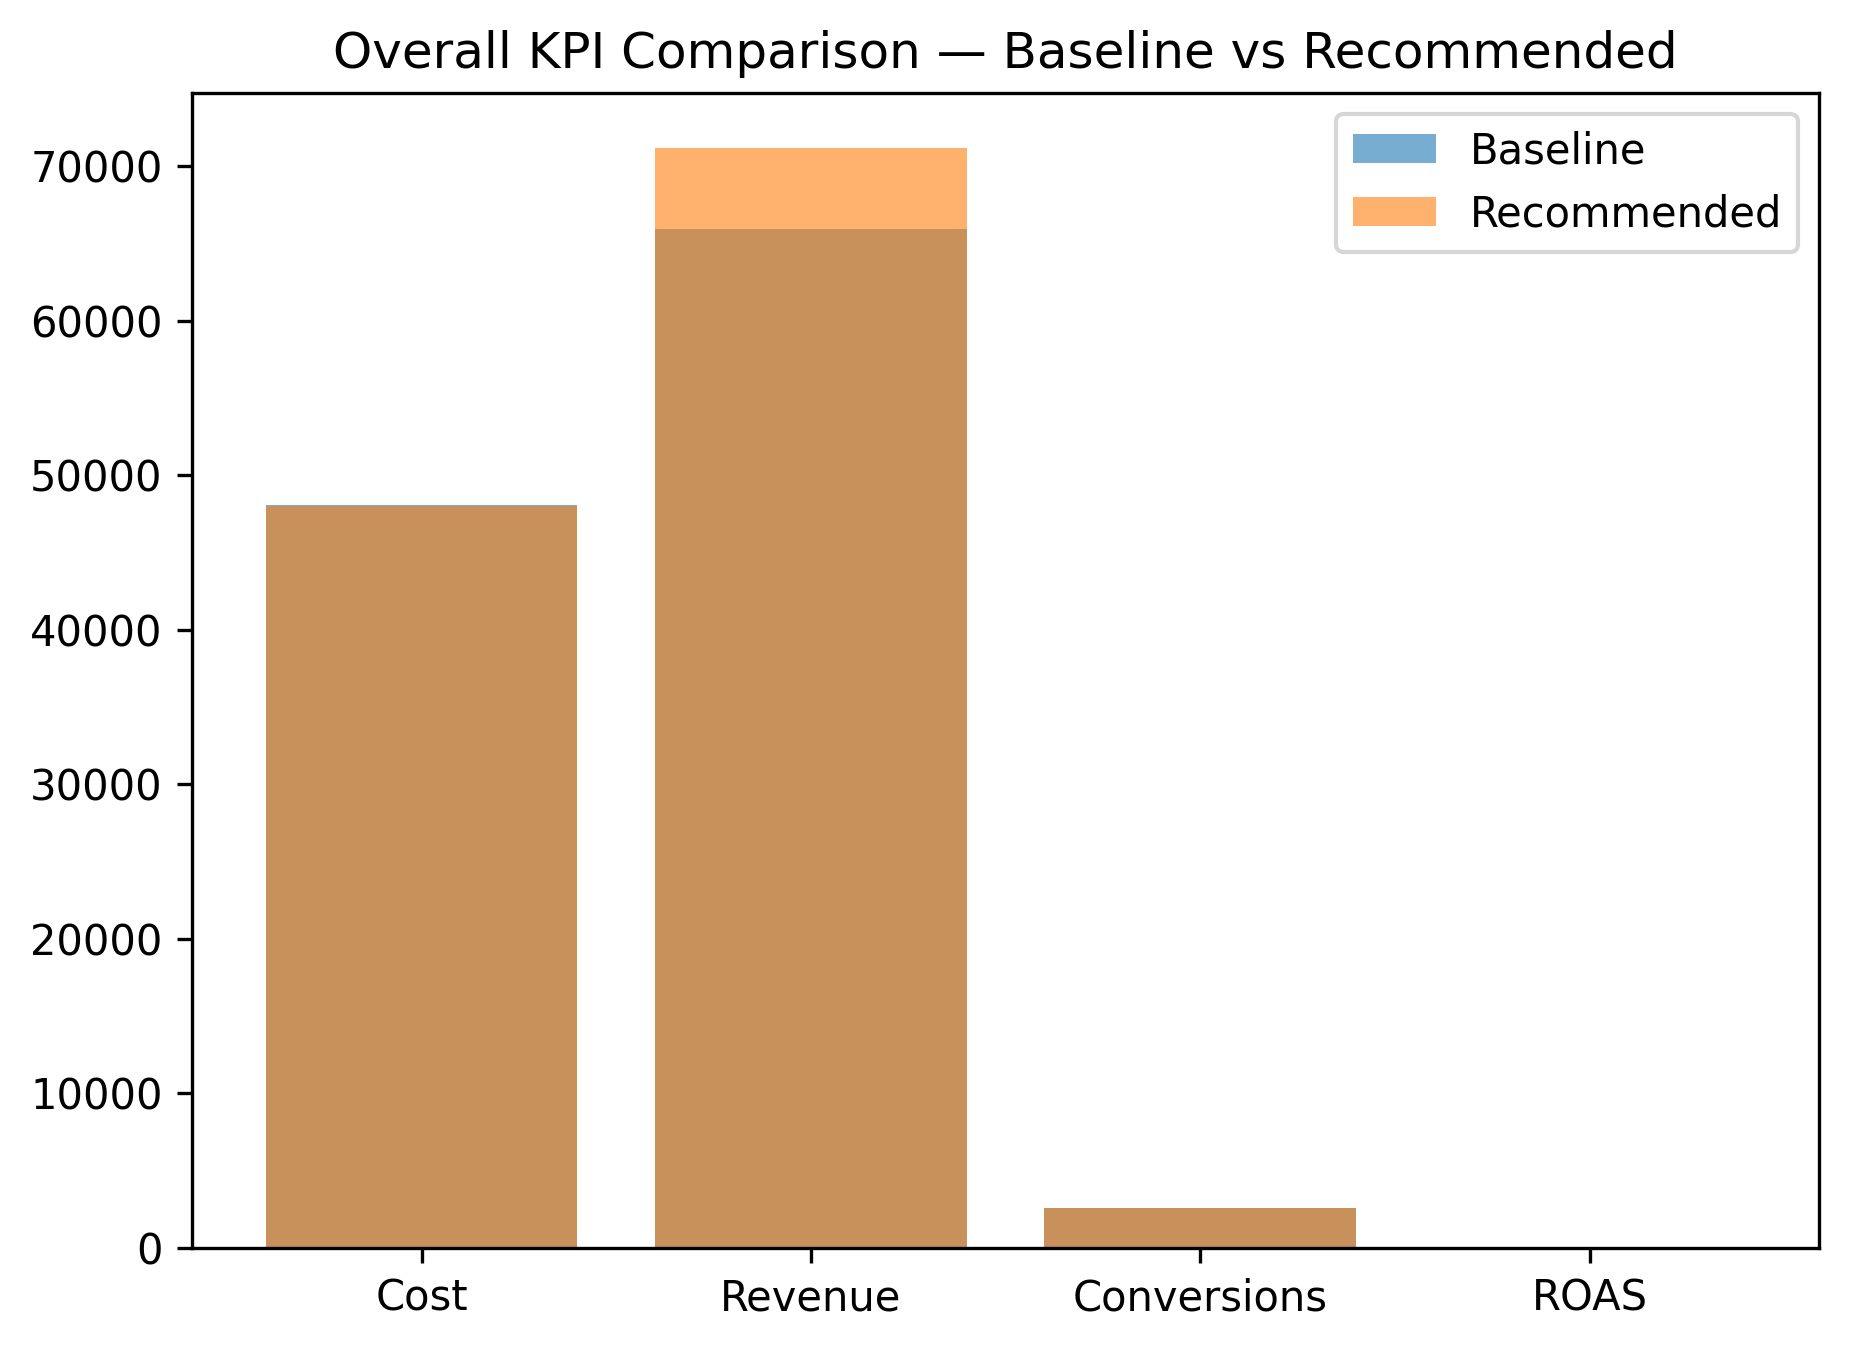 Overall KPI Comparison — Baseline vs Recommended
Baseline
Recommended
70000
60000
50000
40000
30000
20000
10000
0
Cost Revenue Conversions ROAS